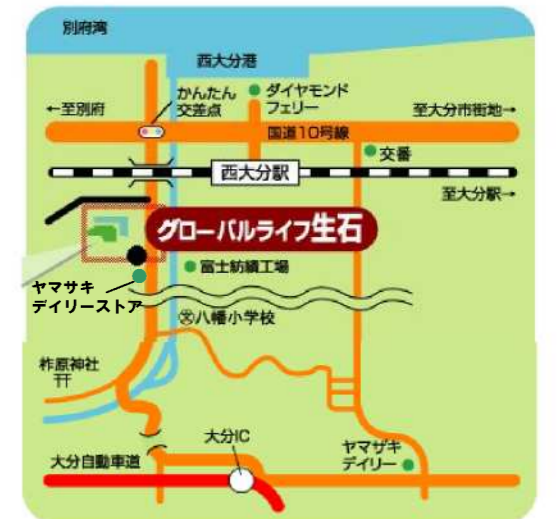 別府湾
西大分港
かんたん
交差点
ダイヤモンド
フェリー
←至別府
至大分市街地→
国道10号線
交番
西大分駅
至大分駅→
グローバルライフ生石
富士紡績工場
ヤマサキ
デイリーストア
文八幡小学校
柞原神社
大分IC
大分自動車道
ヤマザキ
デイリー